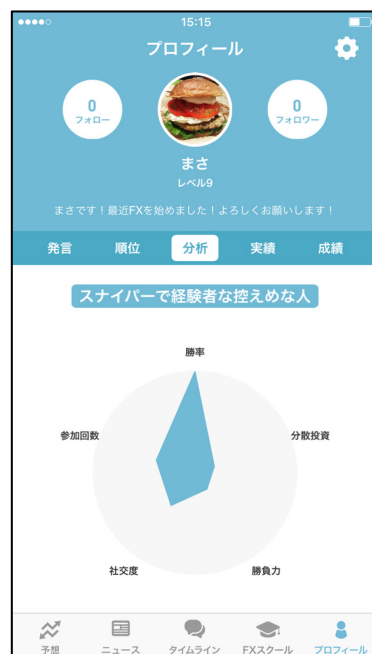 15:15
プロフィール
0
フォロー
0
フォロワー
まさ
レベル9
まさです！最近FXを始めました！よろしくお願いします！
発言
順位
分析
実績
成績
スナイパーで経験者な控えめな人
勝率
参加回数
分散投資
社交度
勝負力
予想
ニュース
タイムライン
FXスクール
プロフィール